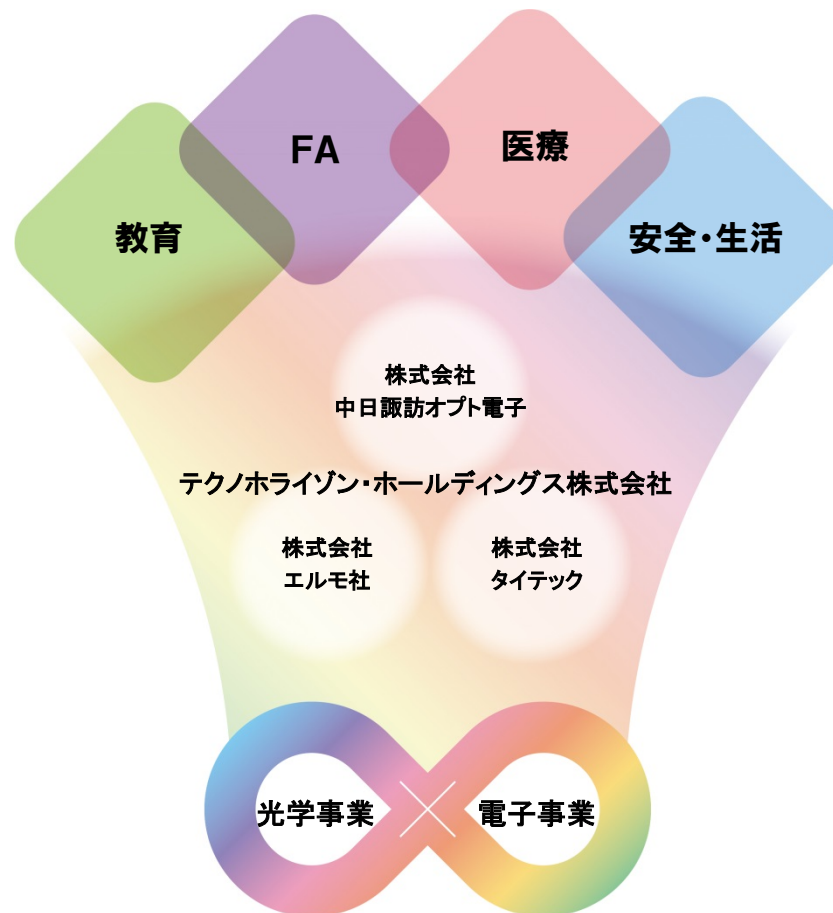 教育
FA
医療
安全・生活
株式会社
中日諏訪オプト電子
テクノホライゾン・ホールディングス株式会社
株式会社
エルモ社
株式会社
タイテック
光学事業
電子事業